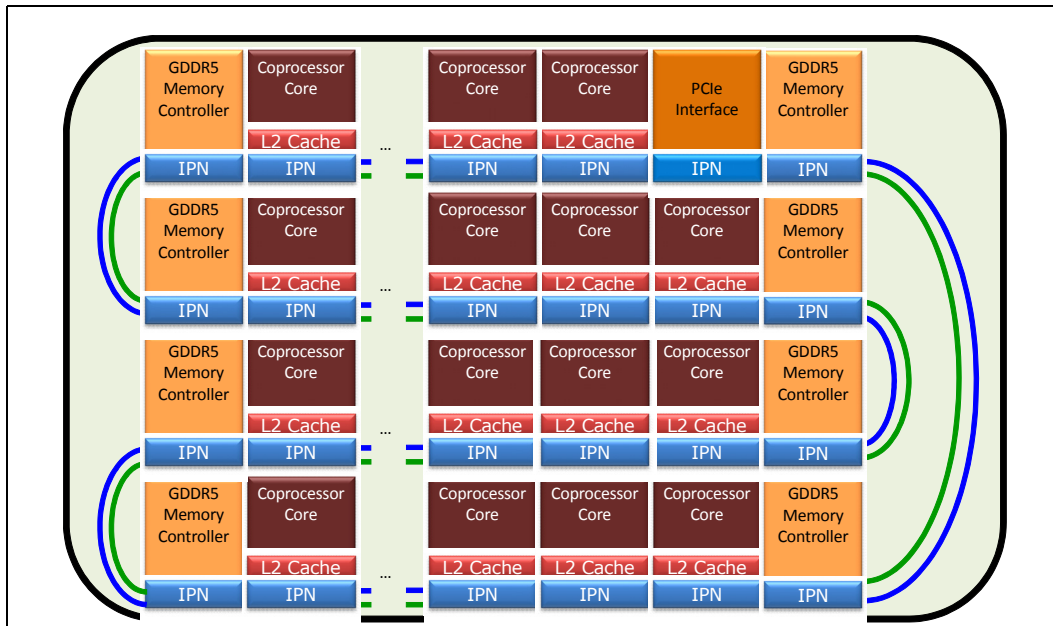 GDDR5
Memory
Controller
Coprocessor
Core
L2 Cache
...
Coprocessor
Core
L2 Cache
Coprocessor
Core
L2 Cache
PCIe
Interface
GDDR5
Memory
Controller
IPN
IPN
IPN
IPN
IPN
IPN
GDDR5
Memory
Controller
Coprocessor
Core
L2 Cache
...
Coprocessor
Core
L2 Cache
Coprocessor
Core
L2 Cache
Coprocessor
Core
L2 Cache
GDDR5
Memory
Controller
IPN
IPN
IPN
IPN
IPN
IPN
GDDR5
Memory
Controller
Coprocessor
Core
L2 Cache
...
Coprocessor
Core
L2 Cache
Coprocessor
Core
L2 Cache
Coprocessor
Core
L2 Cache
GDDR5
Memory
Controller
IPN
IPN
IPN
IPN
IPN
IPN
GDDR5
Memory
Controller
Coprocessor
Core
L2 Cache
...
Coprocessor
Core
L2 Cache
Coprocessor
Core
L2 Cache
Coprocessor
Core
L2 Cache
GDDR5
Memory
Controller
IPN
IPN
IPN
IPN
IPN
IPN